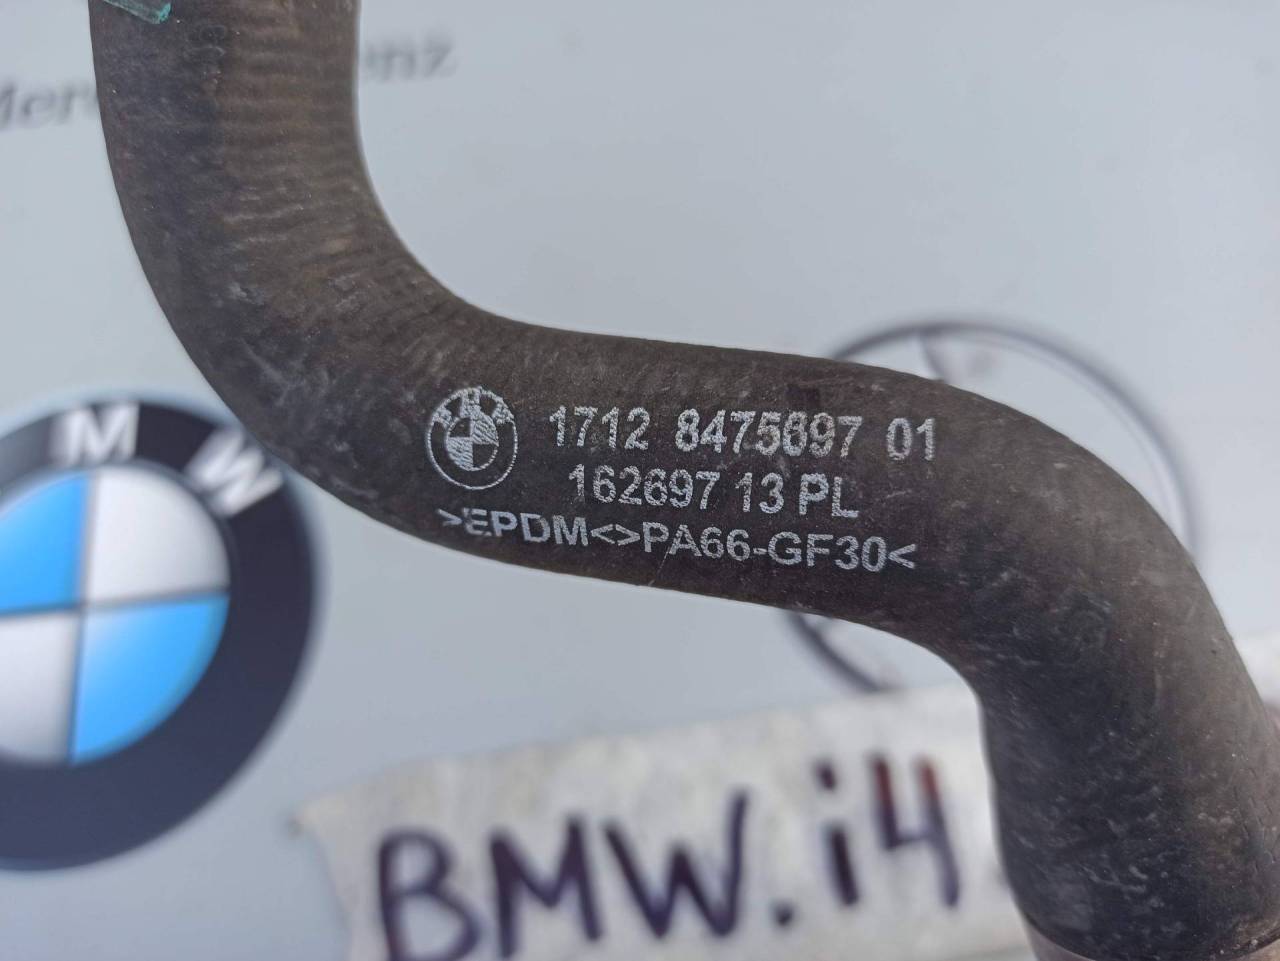 BMW
1712 8475697 01
162697 13 PL
>EPDM<>PA66-GF30<
M W
BMW.i4